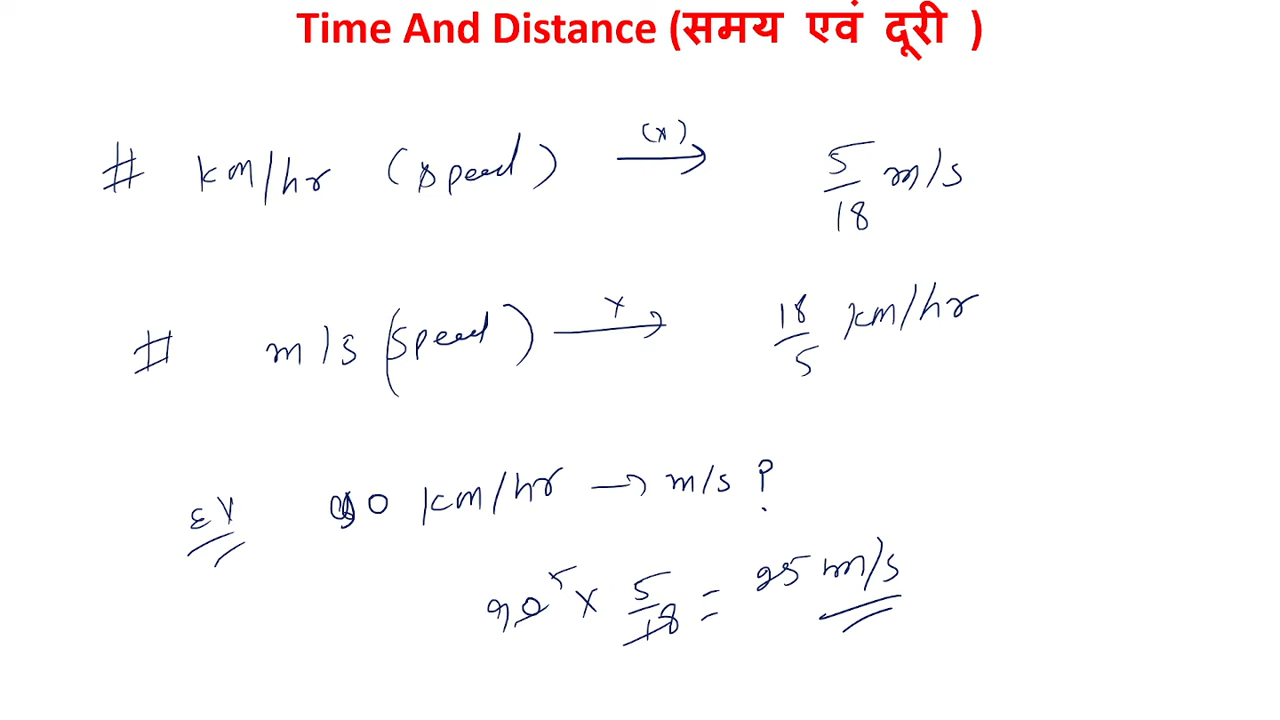 Time And Distance (समय एवं दूरी )
# km/hr (speed) (x)→ 5/18 m/s
# m/s (speed) x→ 18/5 km/hr
Ex 90 km/hr → m/s ?
90 5 x 5/18 = 25 m/s